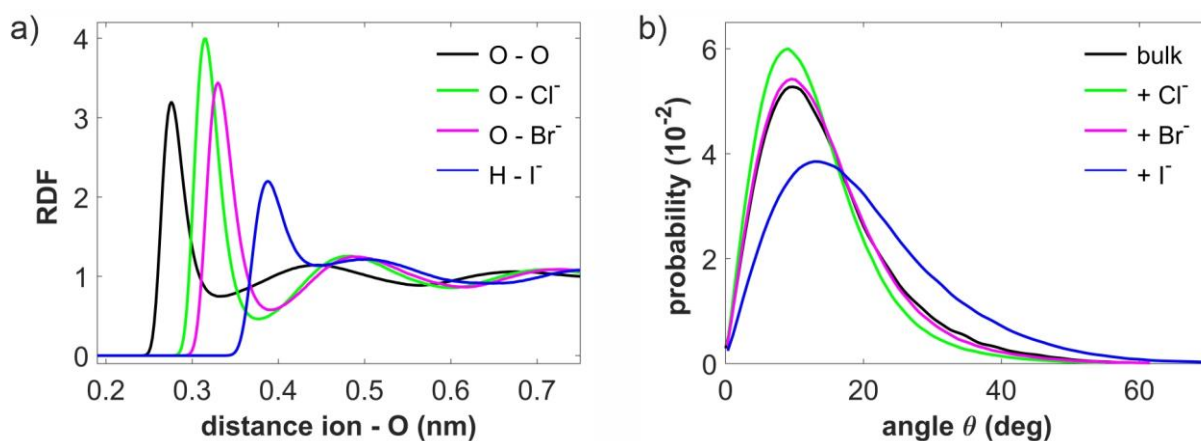 a)
4
3
2
1
0
RDF
0.2 0.3 0.4 0.5 0.6 0.7
distance ion - O (nm)
O - O
O - Cl⁻
O - Br⁻
H - I⁻
b)
6
4
2
0
probability (10⁻²)
0 20 40 60
angle θ (deg)
bulk
+ Cl⁻
+ Br⁻
+ I⁻